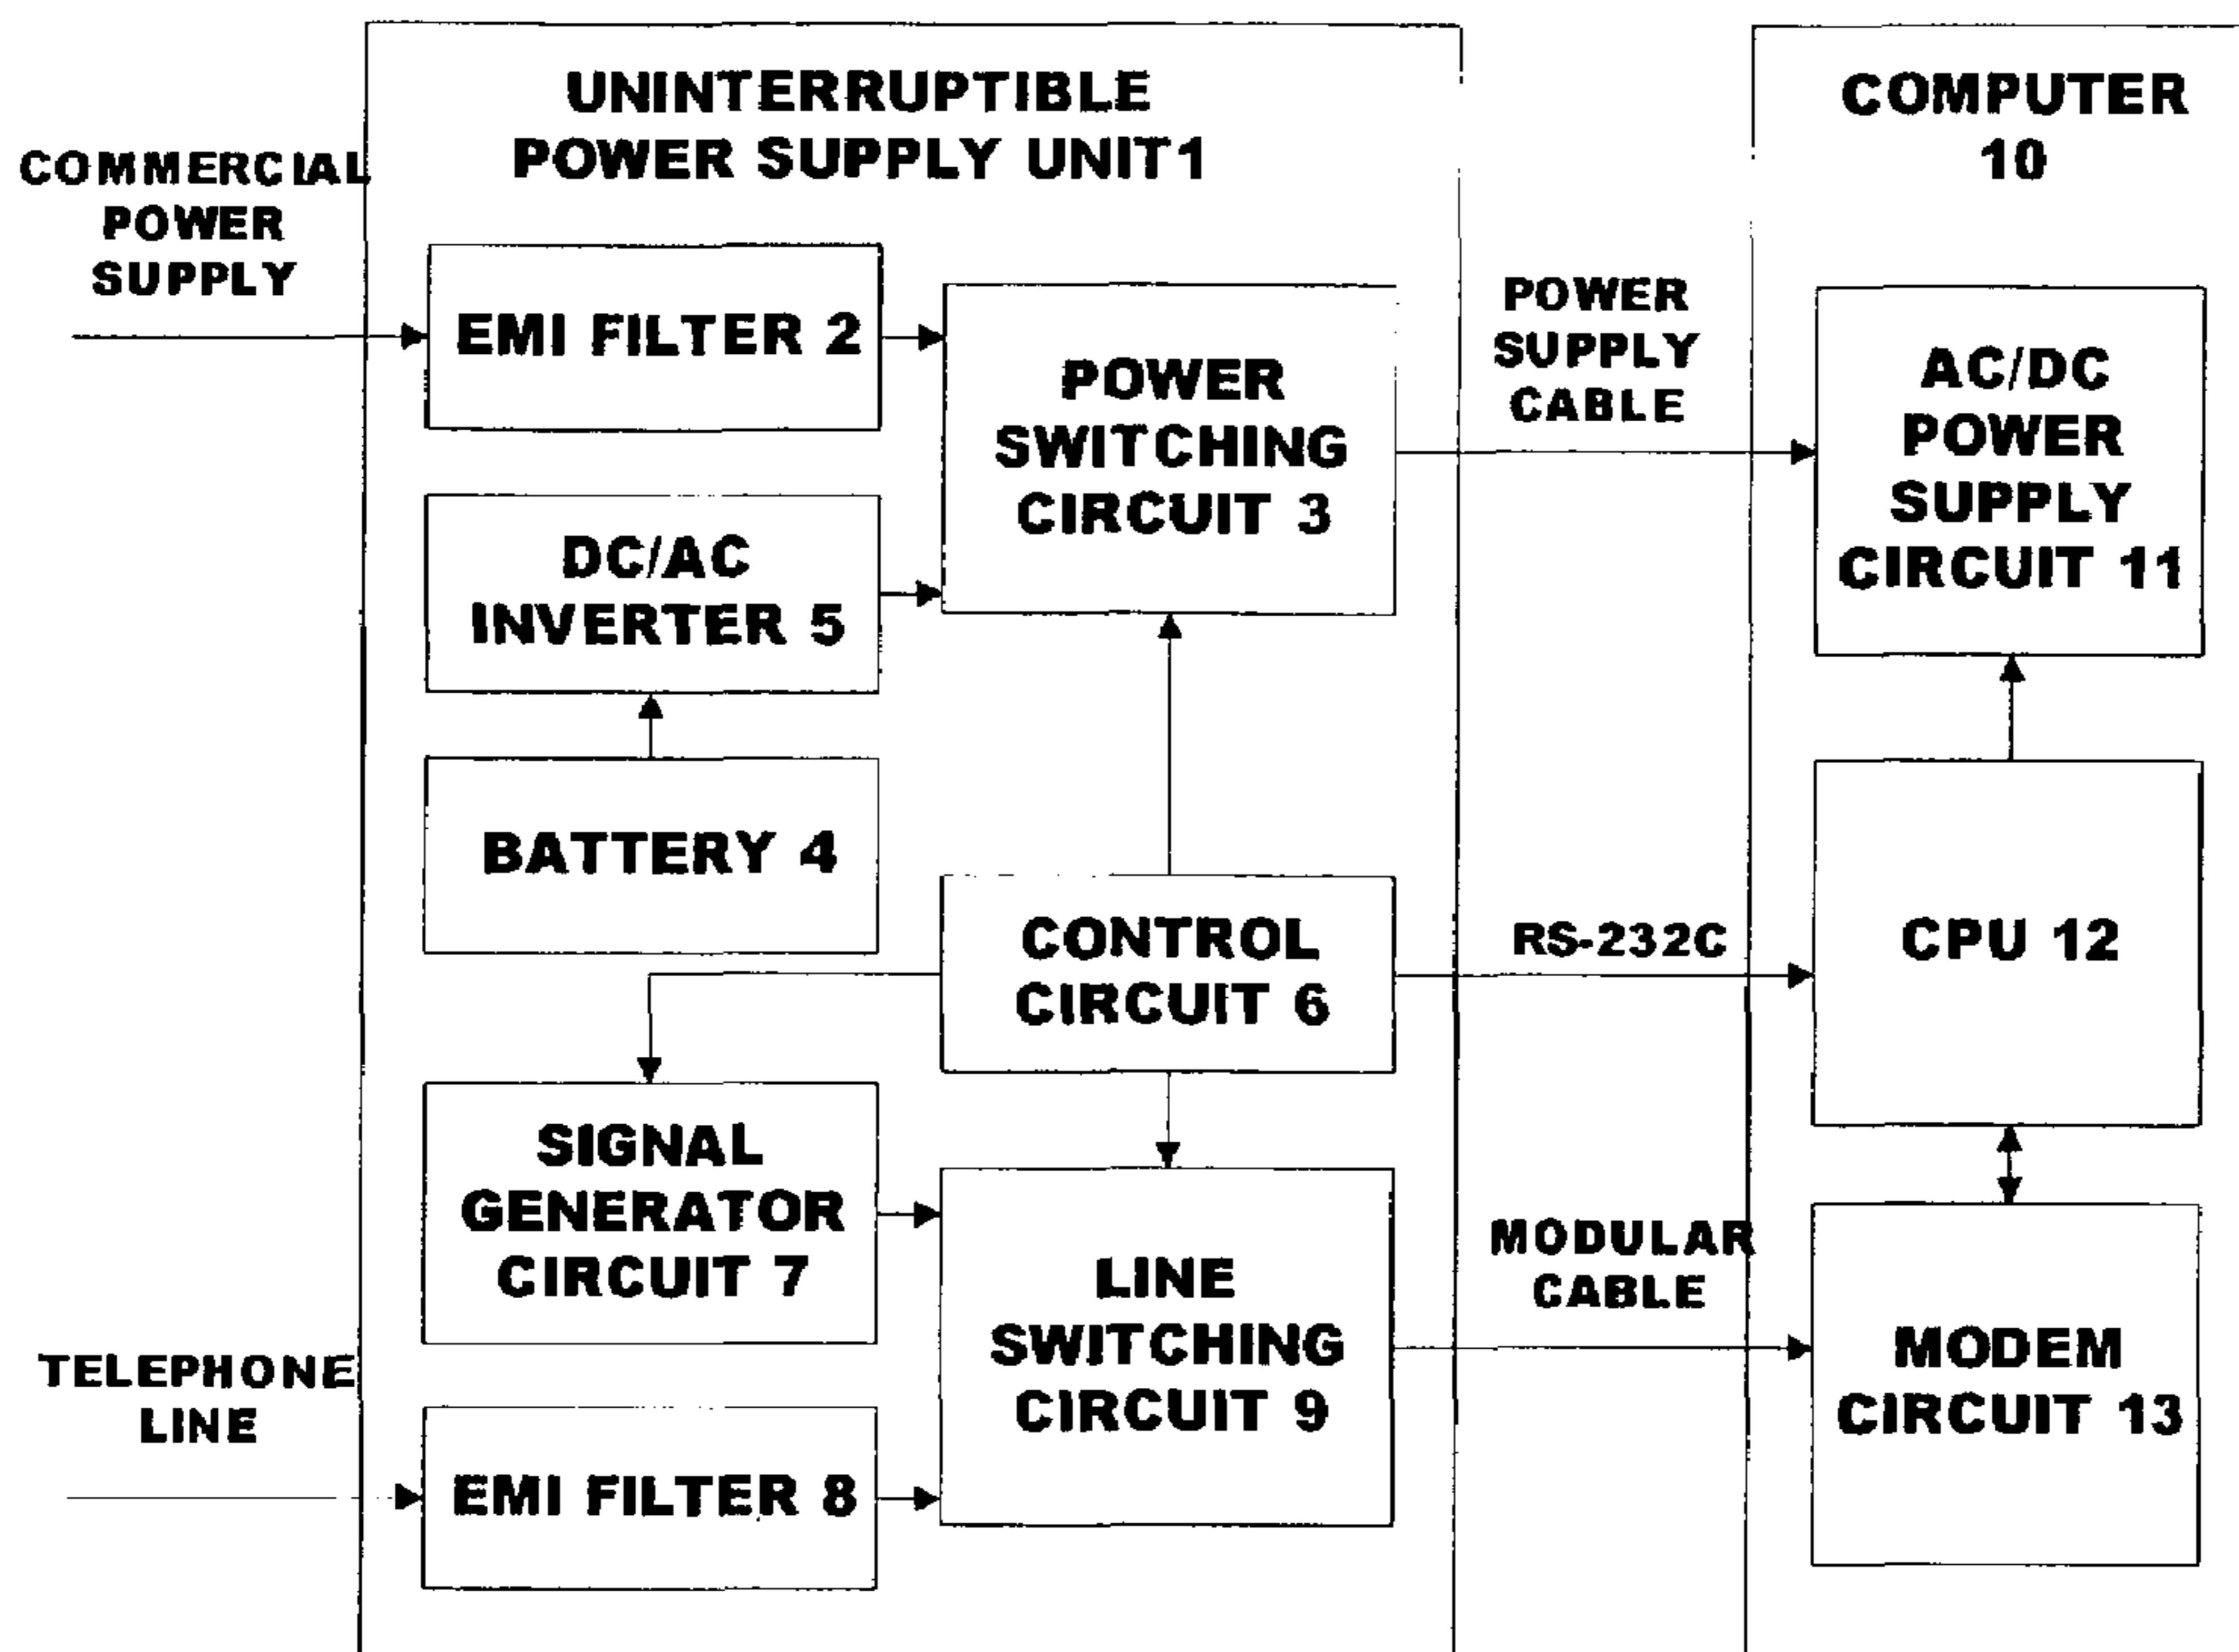 UNINTERRUPTIBLE
POWER SUPPLY UNIT1
COMPUTER
10
COMMERCIAL
POWER
SUPPLY
EMI FILTER 2
POWER
SWITCHING
CIRCUIT 3
POWER
SUPPLY
CABLE
AC/DC
POWER
SUPPLY
CIRCUIT 11
DC/AC
INVERTER 5
BATTERY 4
CONTROL
CIRCUIT 6
RS-232C
CPU 12
SIGNAL
GENERATOR
CIRCUIT 7
LINE
SWITCHING
CIRCUIT 9
MODULAR
CABLE
MODEM
CIRCUIT 13
TELEPHONE
LINE
EMI FILTER 8